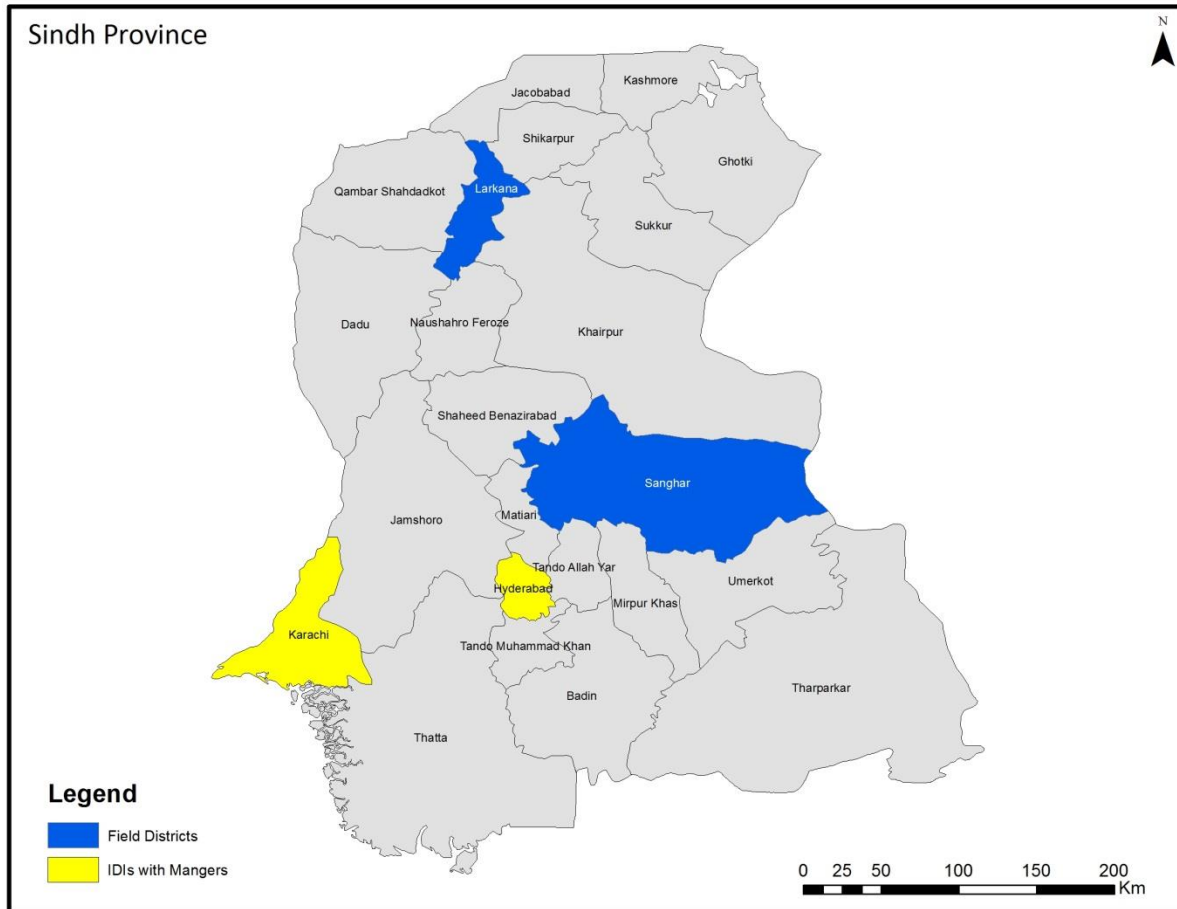 Sindh Province
N
Kashmore
Jacobabad
Shikarpur
Ghotki
Larkana
Qambar Shahdadkot
Sukkur
Dadu
Naushahro Feroze
Khairpur
Shaheed Benazirabad
Sanghar
Matiari
Jamshoro
Tando Allah Yar
Hyderabad
Umerkot
Mirpur Khas
Karachi
Tando Muhammad Khan
Tharparkar
Badin
Thatta
Legend
Field Districts
IDIs with Mangers
0 25 50 100 150 200
Km